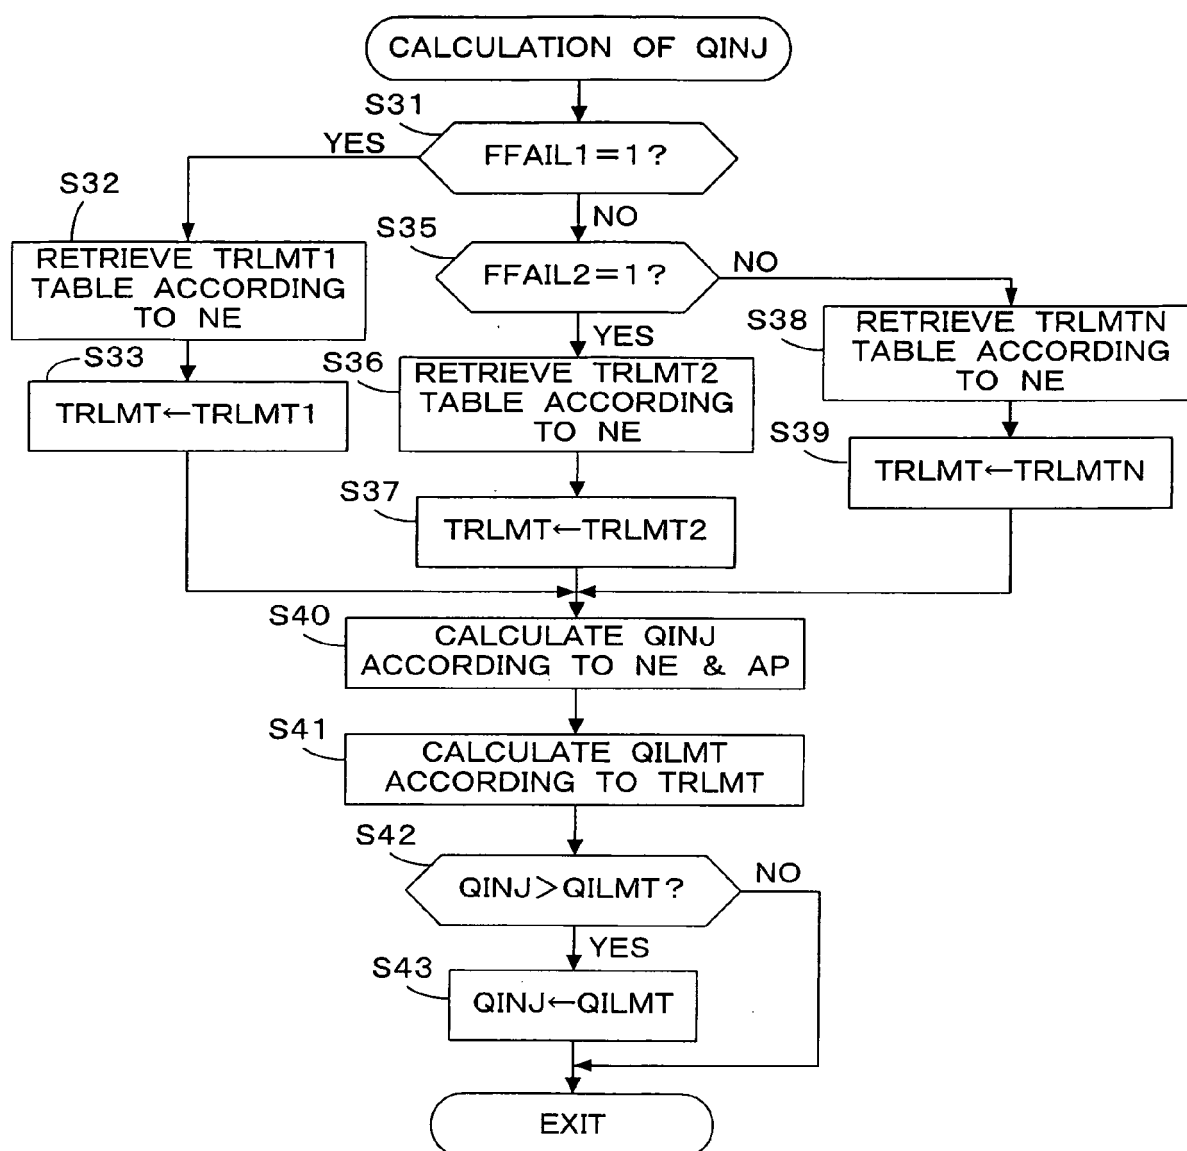 CALCULATION OF QINJ
S31
FFAIL1=1?
YES
NO
S32
RETRIEVE TRLMT1
TABLE ACCORDING
TO NE
S33
TRLMT←TRLMT1
S35
FFAIL2=1?
NO
YES
S36
RETRIEVE TRLMT2
TABLE ACCORDING
TO NE
S37
TRLMT←TRLMT2
S38
RETRIEVE TRLMTN
TABLE ACCORDING
TO NE
S39
TRLMT←TRLMTN
S40
CALCULATE QINJ
ACCORDING TO NE & AP
S41
CALCULATE QILMT
ACCORDING TO TRLMT
S42
QINJ>QILMT?
NO
YES
S43
QINJ←QILMT
EXIT